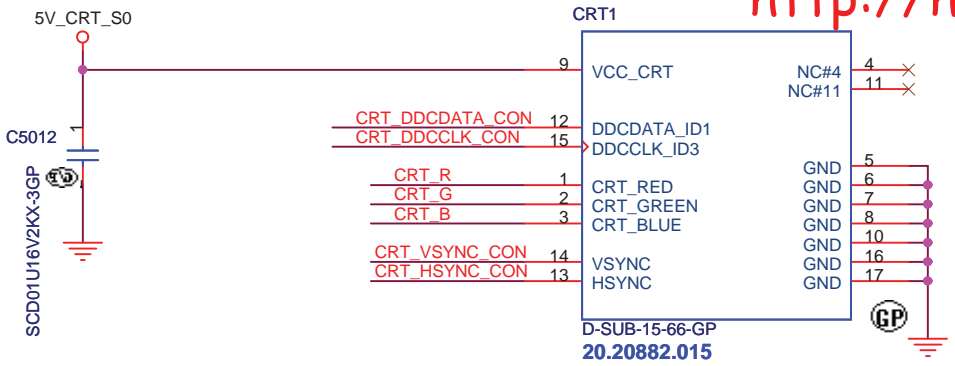 http://h
5V_CRT_S0
CRT1
9 VCC_CRT
NC#4 4
NC#11 11
1
C5012
SCD01U16V2KX-3GP
CRT_DDCDATA_CON 12 DDCDATA_ID1
CRT_DDCCLK_CON 15 DDCCLK_ID3
CRT_R 1 CRT_RED
CRT_G 2 CRT_GREEN
CRT_B 3 CRT_BLUE
CRT_VSYNC_CON 14 VSYNC
CRT_HSYNC_CON 13 HSYNC
GND 5
GND 6
GND 7
GND 8
GND 10
GND 16
GND 17
GP
D-SUB-15-66-GP
20.20882.015